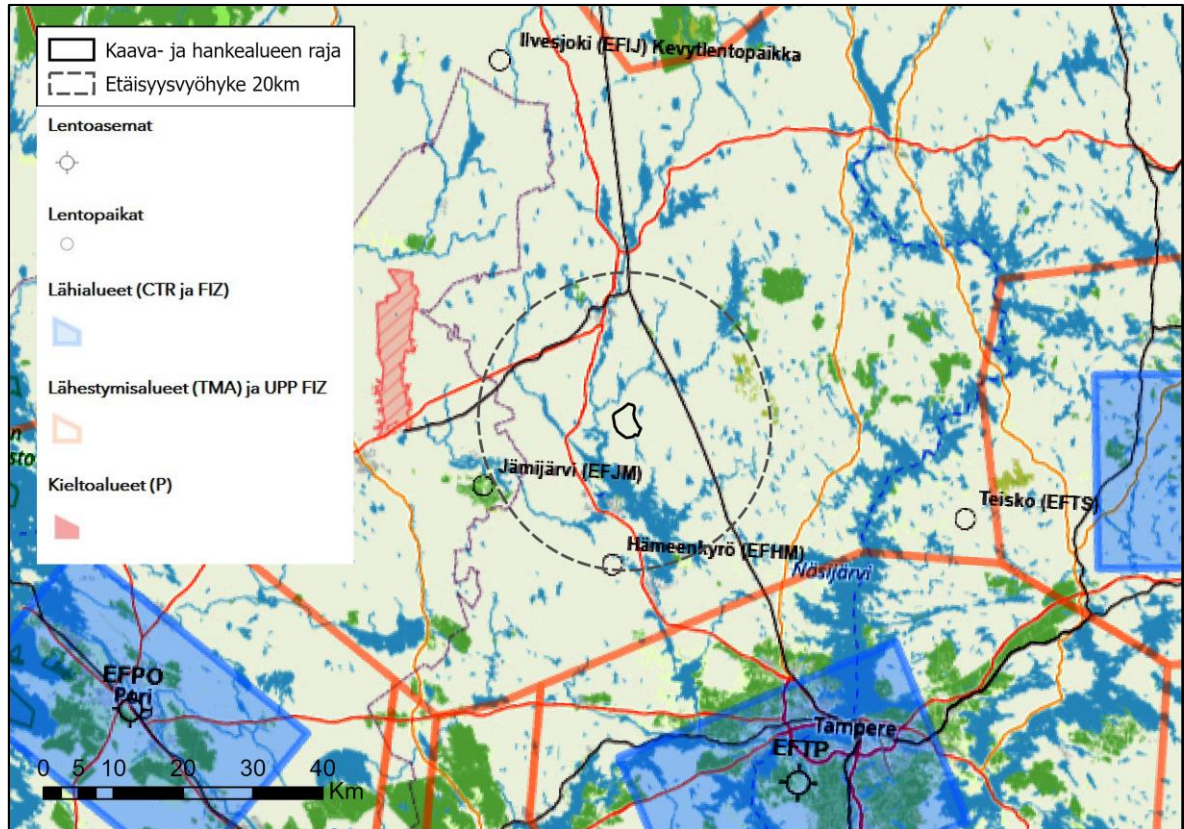 Kaava- ja hankealueen raja
Etäisyysvyöhyke 20km
Lentoasemat
Lentopaikat
Lähialueet (CTR ja FIZ)
Lähestymisalueet (TMA) ja UPP FIZ
Kieltoalueet (P)
Ilvesjoki (EFIJ) Kevytlentopaikka
Jämijärvi (EFJM)
Teisko (EFTS)
Hämeenkyrö (EFHM)
Näsijärvi
EFPO
Pori
Tampere
EFTP
0 5 10 20 30 40
Km